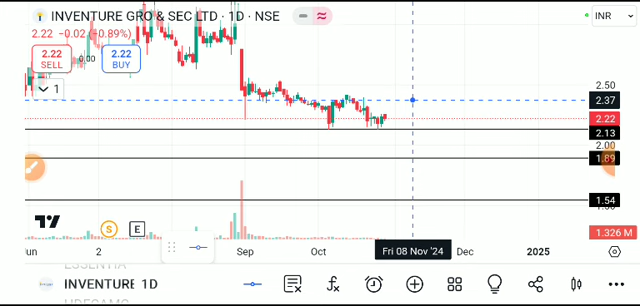 INVENTURE GRO & SEC LTD · 1D · NSE
INR
2.22 −0.02 (−0.89%)
2.22 SELL
0.00
2.22 BUY
1
2.50
2.37
2.22
2.13
2.00
1.89
1.54
1.326 M
S
E
2
Sep
Oct
Fri 08 Nov '24
Dec
2025
INVENTURE 1D